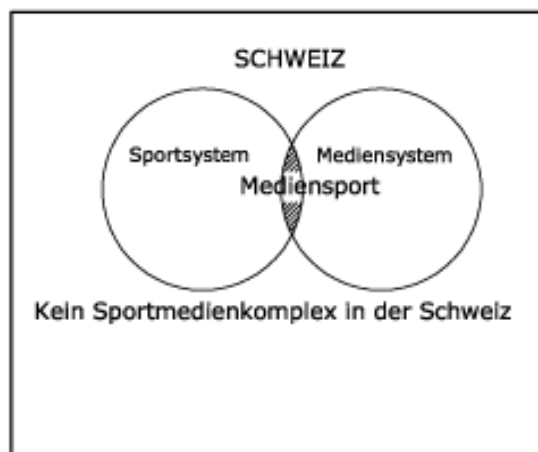 SCHWEIZ
Sportsystem
Mediensystem
Mediensport
Kein Sportmedienkomplex in der Schweiz